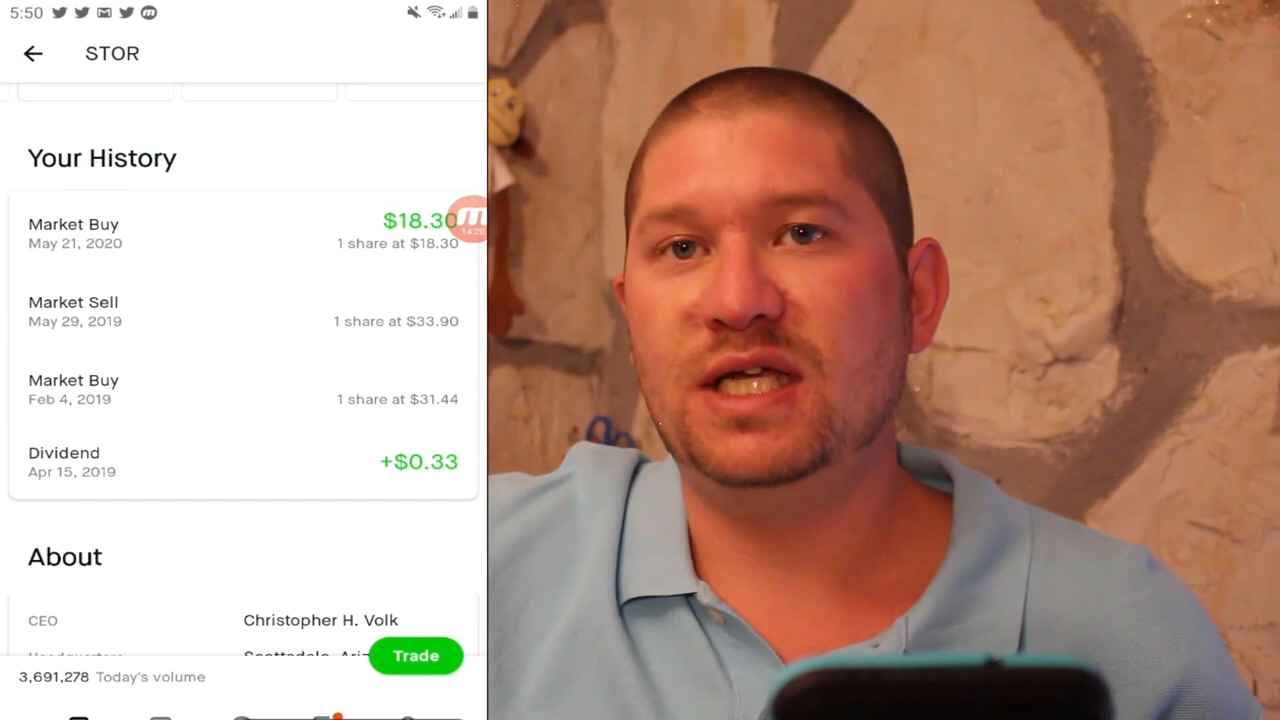 5:50
STOR
Your History
Market Buy $18.30
May 21, 2020 1 share at $18.30
14:20
Market Sell
May 29, 2019 1 share at $33.90
Market Buy
Feb 4, 2019 1 share at $31.44
Dividend +$0.33
Apr 15, 2019
About
CEO Christopher H. Volk
Trade
3,691,278 Today's volume